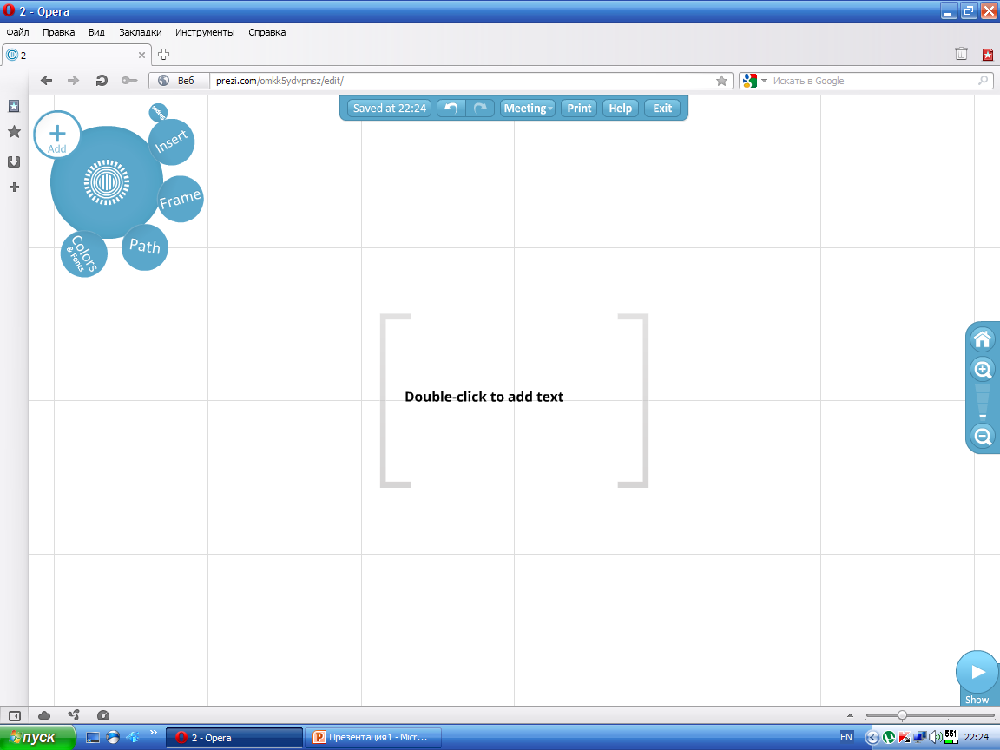 2 - Opera
Файл Правка Вид Закладки Инструменты Справка
2
Веб prezi.com/omkk5ydvpnsz/edit/ Искать в Google
Saved at 22:24 Meeting Print Help Exit
Add
Insert
Frame
Path
Colors
& Fonts
Double-click to add text
Show
пуск 2 - Opera Презентация1 - Micr... EN 551 22:24